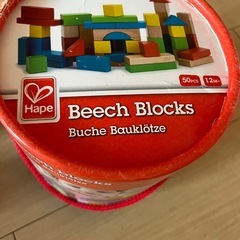 50PCS 12M+
Hape
Beech Blocks
Buche Bauklötze